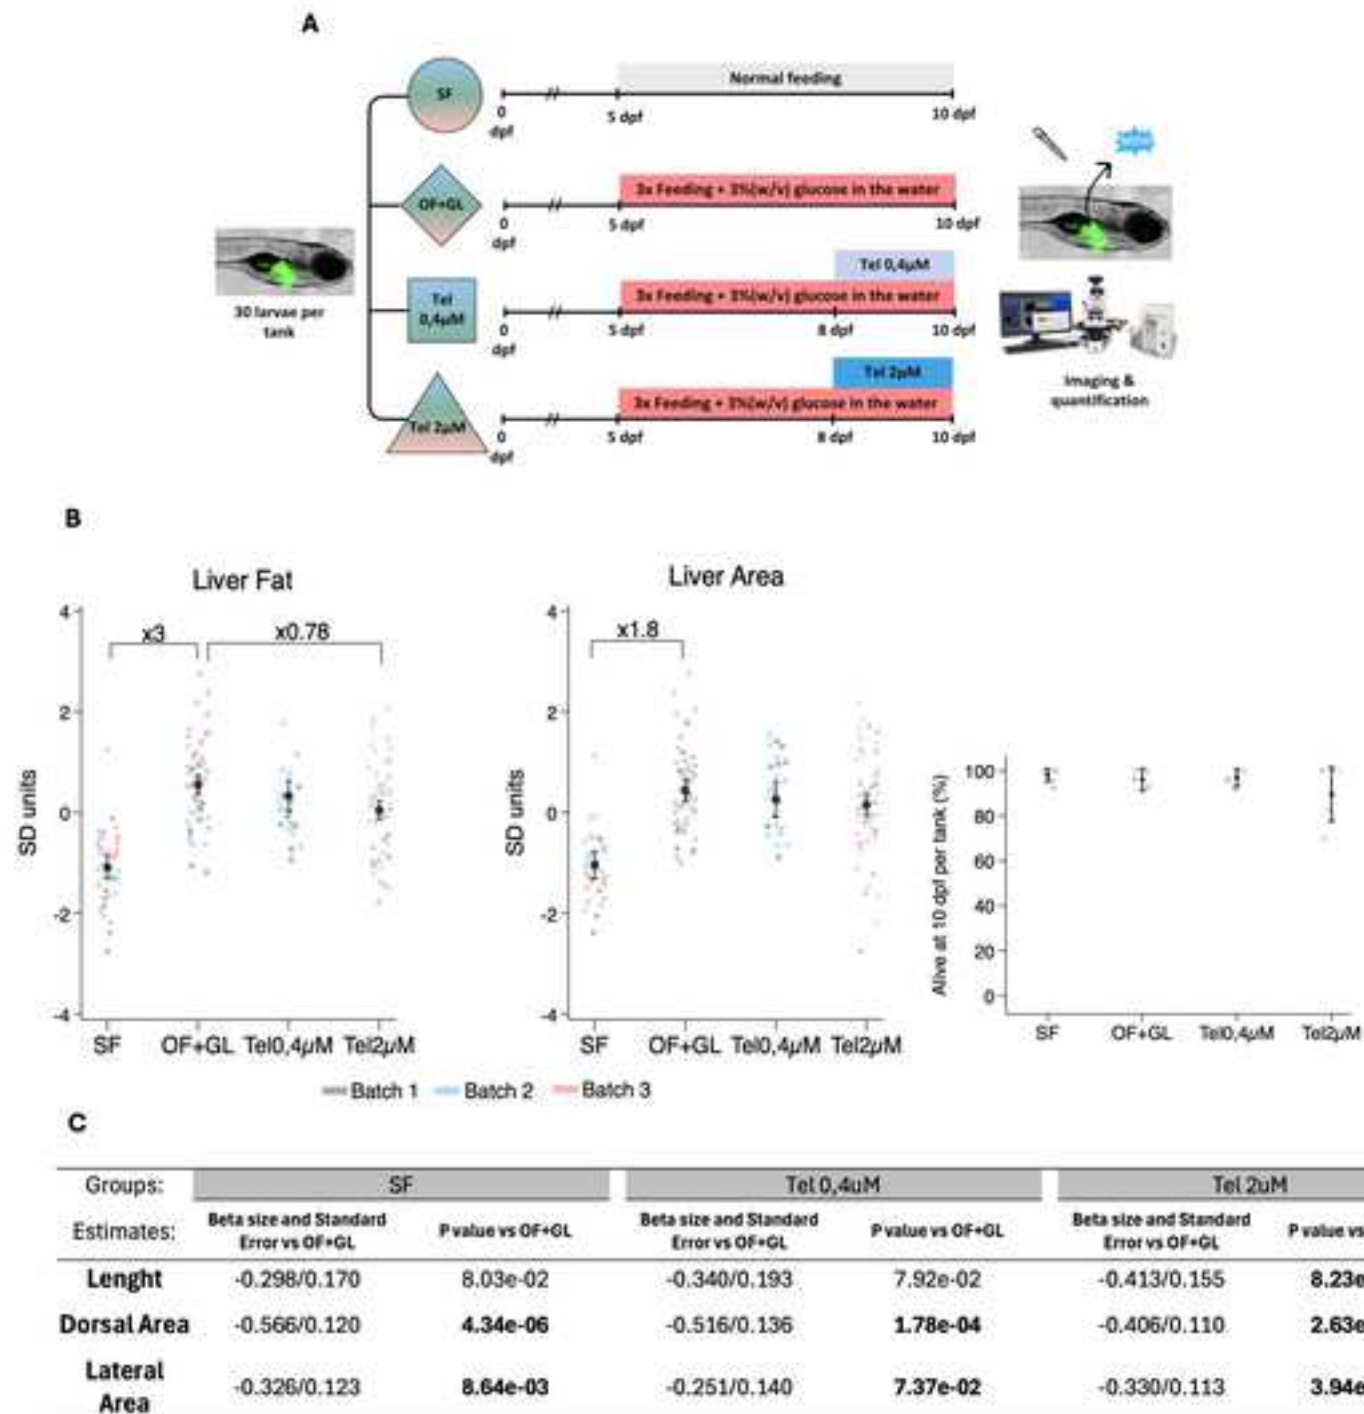 A
SF
Normal feeding
0
dpf
5 dpf
10 dpf
OF+GL
3x Feeding + 3%(w/v) glucose in the water
0
dpf
5 dpf
10 dpf
30 larvae per
tank
Tel
0,4µM
Tel 0,4µM
3x Feeding + 3%(w/v) glucose in the water
0
dpf
5 dpf
8 dpf
10 dpf
Tel 2µM
Tel 2µM
3x Feeding + 3%(w/v) glucose in the water
0
dpf
5 dpf
8 dpf
10 dpf
Imaging &
quantification
B
Liver Fat
x3
x0.78
SD units
4
2
0
-2
-4
SF OF+GL Tel0,4µM Tel2µM
Liver Area
x1.8
SD units
4
2
0
-2
-4
SF OF+GL Tel0,4µM Tel2µM
Alive at 10 dpf per tank (%)
100
80
60
40
20
0
SF OF+GL Tel0,4µM Tel2µM
Batch 1 Batch 2 Batch 3
C
Groups: SF Tel 0,4uM Tel 2uM
Estimates: Beta size and Standard Error vs OF+GL P value vs OF+GL Beta size and Standard Error vs OF+GL P value vs OF+GL Beta size and Standard Error vs OF+GL P value vs
Lenght -0.298/0.170 8.03e-02 -0.340/0.193 7.92e-02 -0.413/0.155 8.23e
Dorsal Area -0.566/0.120 4.34e-06 -0.516/0.136 1.78e-04 -0.406/0.110 2.63e
Lateral Area -0.326/0.123 8.64e-03 -0.251/0.140 7.37e-02 -0.330/0.113 3.94e